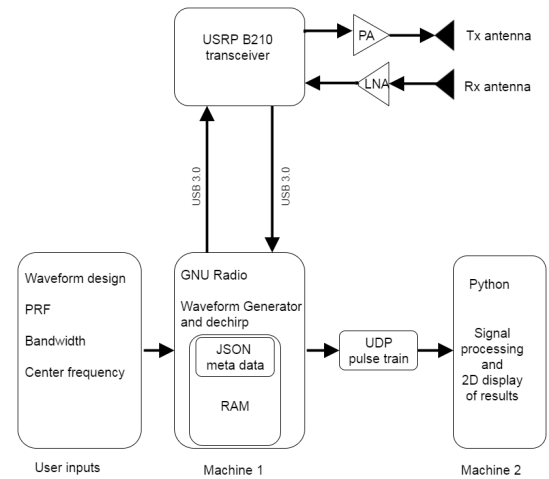 USRP B210
transceiver
PA
Tx antenna
LNA
Rx antenna
USB 3.0
USB 3.0
Waveform design
PRF
Bandwidth
Center frequency
User inputs
GNU Radio
Waveform Generator
and dechirp
JSON
meta data
RAM
Machine 1
UDP
pulse train
Python
Signal
processing
and
2D display
of results
Machine 2